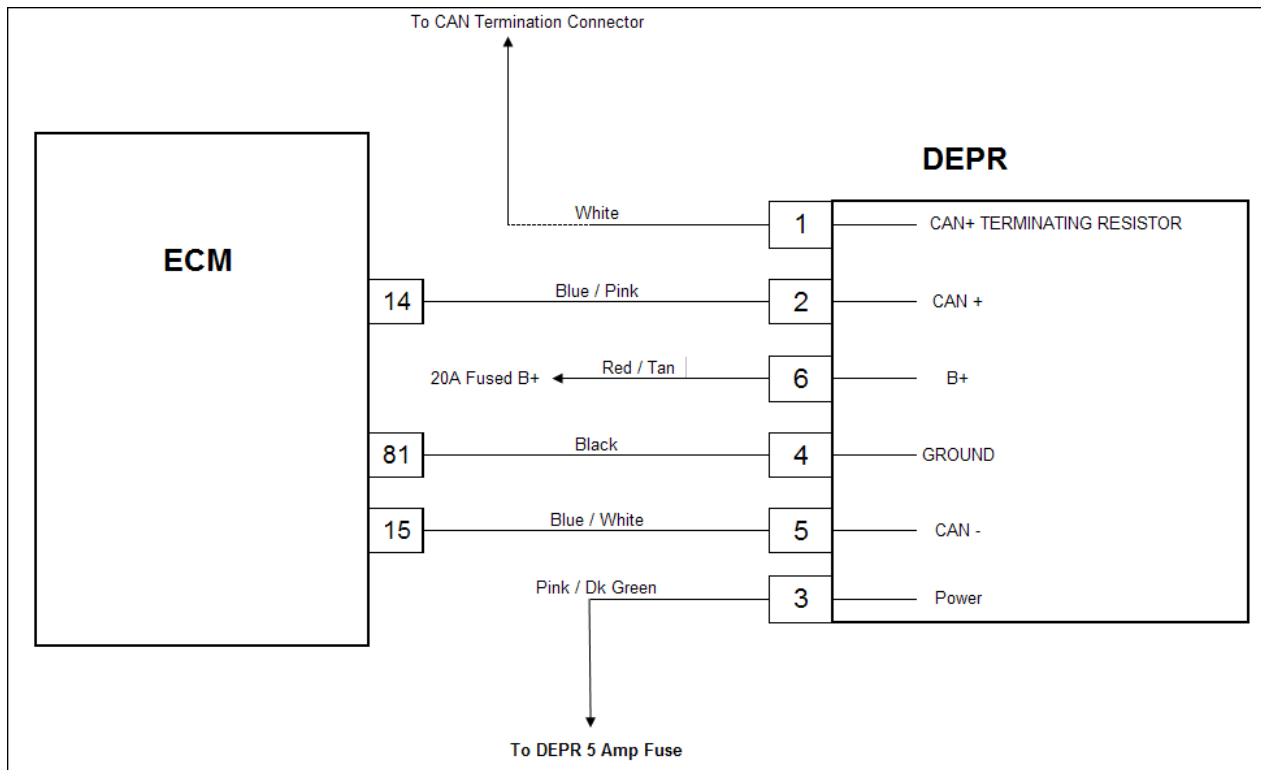 To CAN Termination Connector
DEPR
White
1
CAN+ TERMINATING RESISTOR
ECM
14
Blue / Pink
2
CAN +
20A Fused B+
Red / Tan
6
B+
81
Black
4
GROUND
15
Blue / White
5
CAN -
Pink / Dk Green
3
Power
To DEPR 5 Amp Fuse